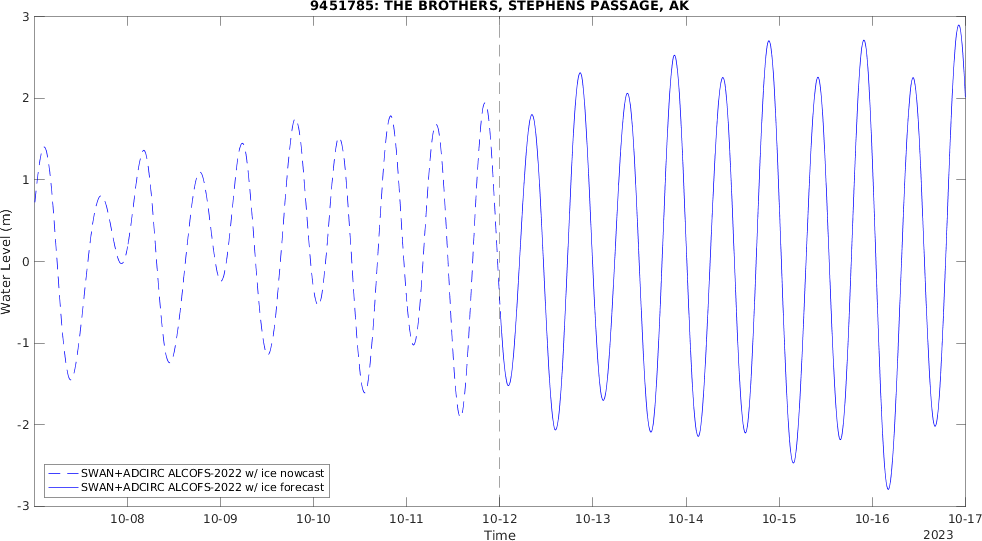 9451785: THE BROTHERS, STEPHENS PASSAGE, AK
3
2
1
0
-1
-2
-3
Water Level (m)
SWAN+ADCIRC ALCOFS-2022 w/ ice nowcast
SWAN+ADCIRC ALCOFS-2022 w/ ice forecast
10-08 10-09 10-10 10-11 10-12 10-13 10-14 10-15 10-16 10-17
Time
2023